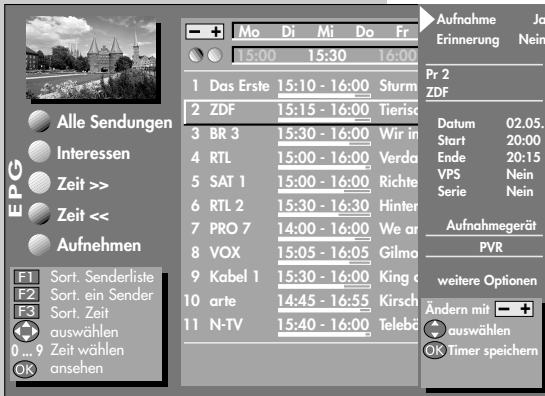 Alle Sendungen
Interessen
Zeit >>
Zeit <<
Aufnehmen
EPG
F1 Sort. Senderliste
F2 Sort. ein Sender
F3 Sort. Zeit
auswählen
0 ... 9 Zeit wählen
OK ansehen
− + Mo Di Mi Do Fr
15:00 15:30 16:00
1 Das Erste 15:10 - 16:00 Sturm
2 ZDF 15:15 - 16:00 Tieris
3 BR 3 15:30 - 16:00 Wir in
4 RTL 15:00 - 16:00 Verda
5 SAT 1 15:00 - 16:00 Richte
6 RTL 2 15:30 - 16:30 Hinter
7 PRO 7 14:00 - 16:00 We ar
8 VOX 15:05 - 16:05 Gilmo
9 Kabel 1 15:30 - 16:00 King
10 arte 14:45 - 16:55 Kirsch
11 N-TV 15:40 - 16:00 Telebä
Aufnahme Ja
Erinnerung Nein
Pr 2
ZDF
Datum 02.05.
Start 20:00
Ende 20:15
VPS Nein
Serie Nein
Aufnahmegerät
PVR
weitere Optionen
Ändern mit − +
auswählen
OK Timer speichern